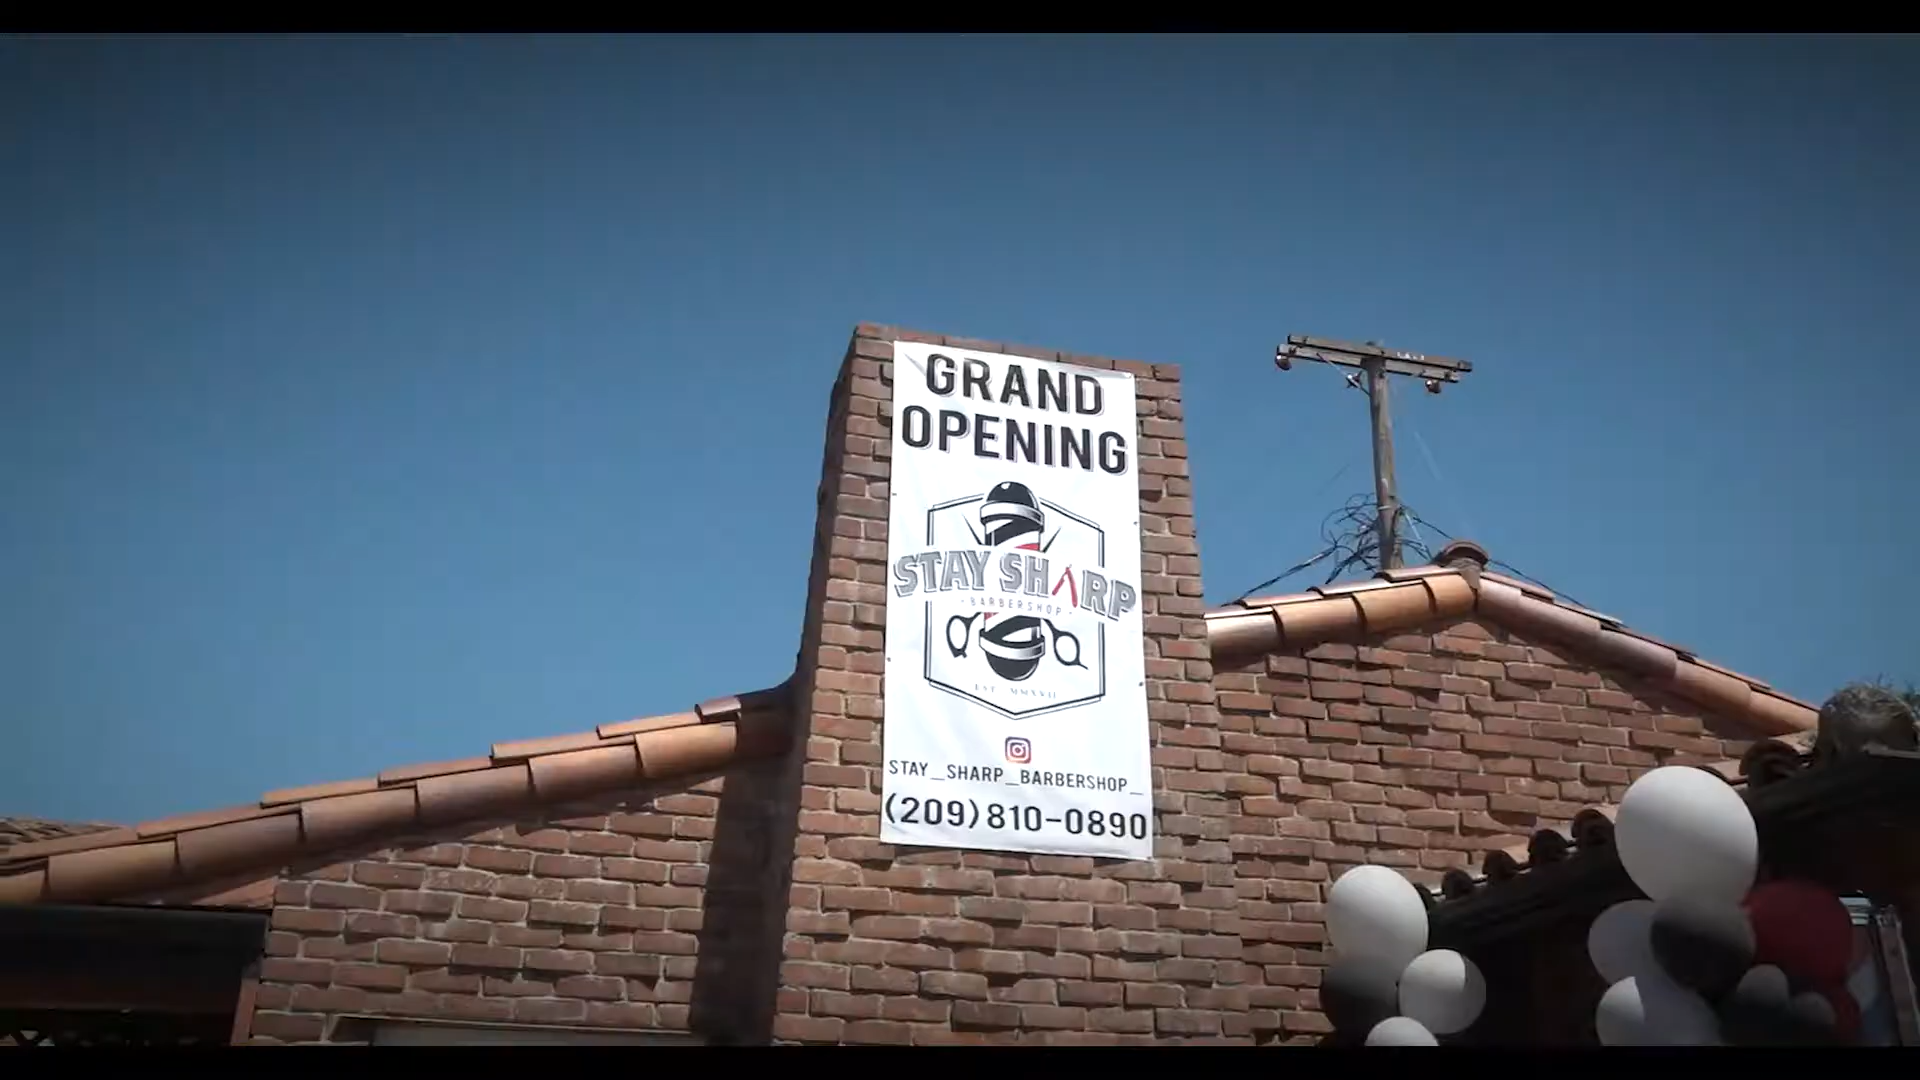 GRAND
OPENING
STAY SHARP
- BARBERSHOP -
STAY_SHARP_BARBERSHOP_
(209)810-0890